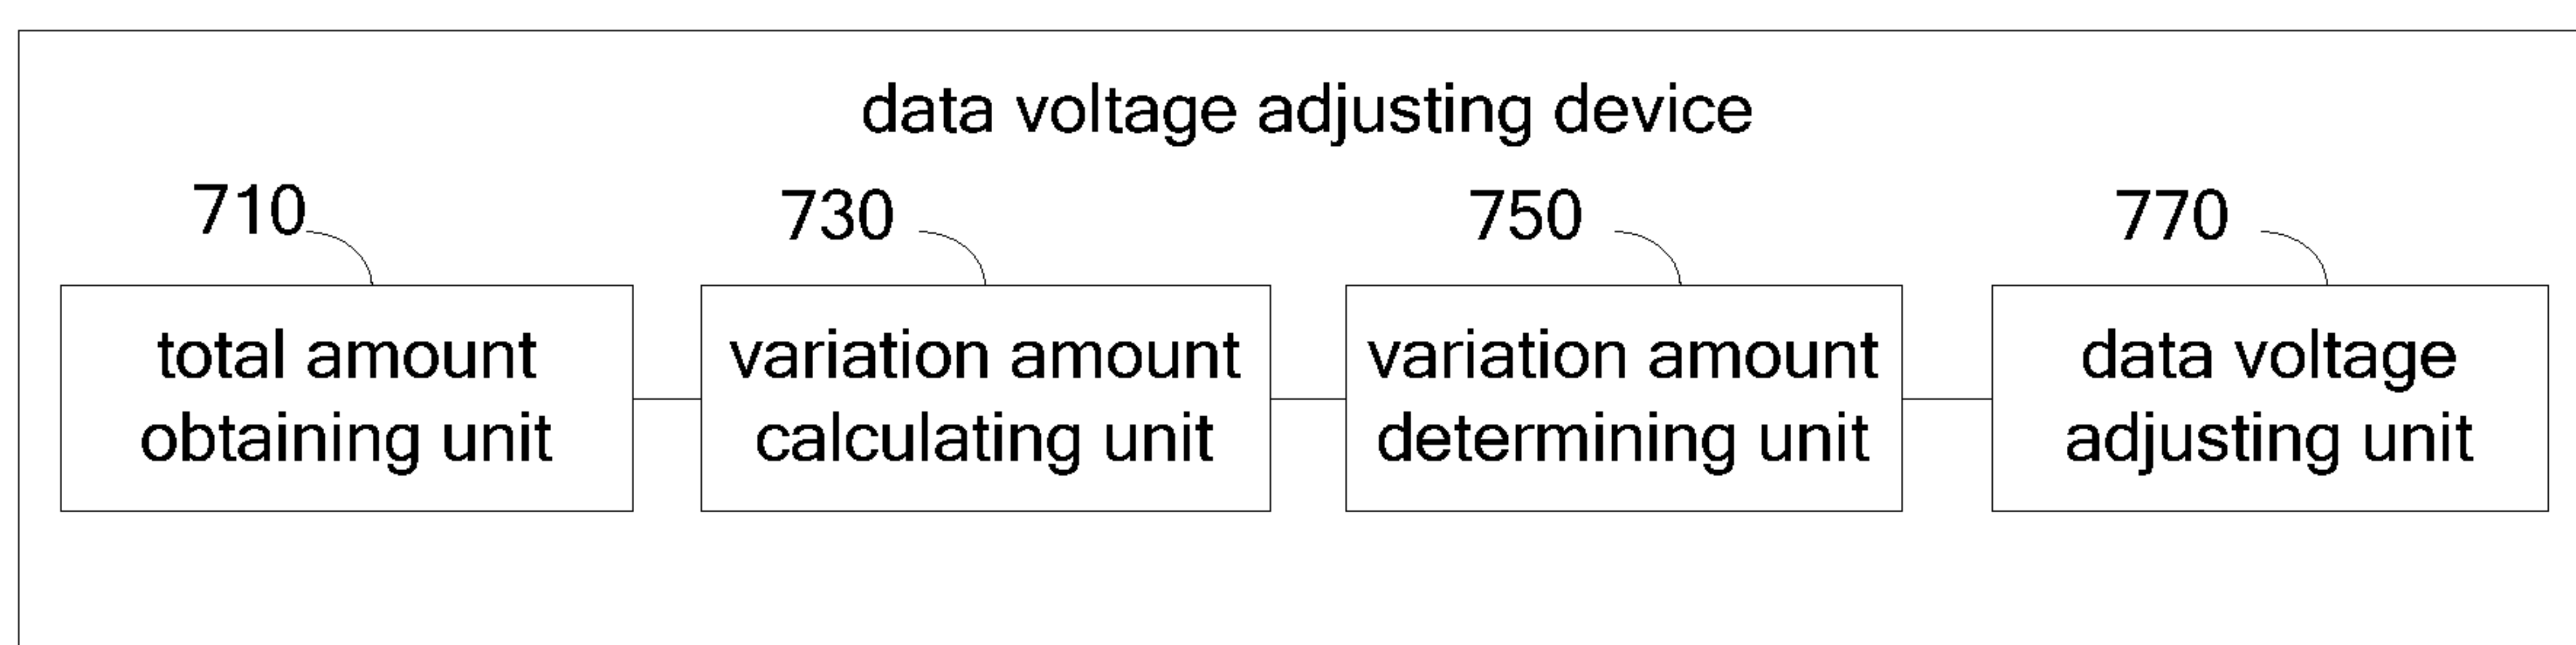 data voltage adjusting device
710
730
750
770
total amount
obtaining unit
variation amount
calculating unit
variation amount
determining unit
data voltage
adjusting unit